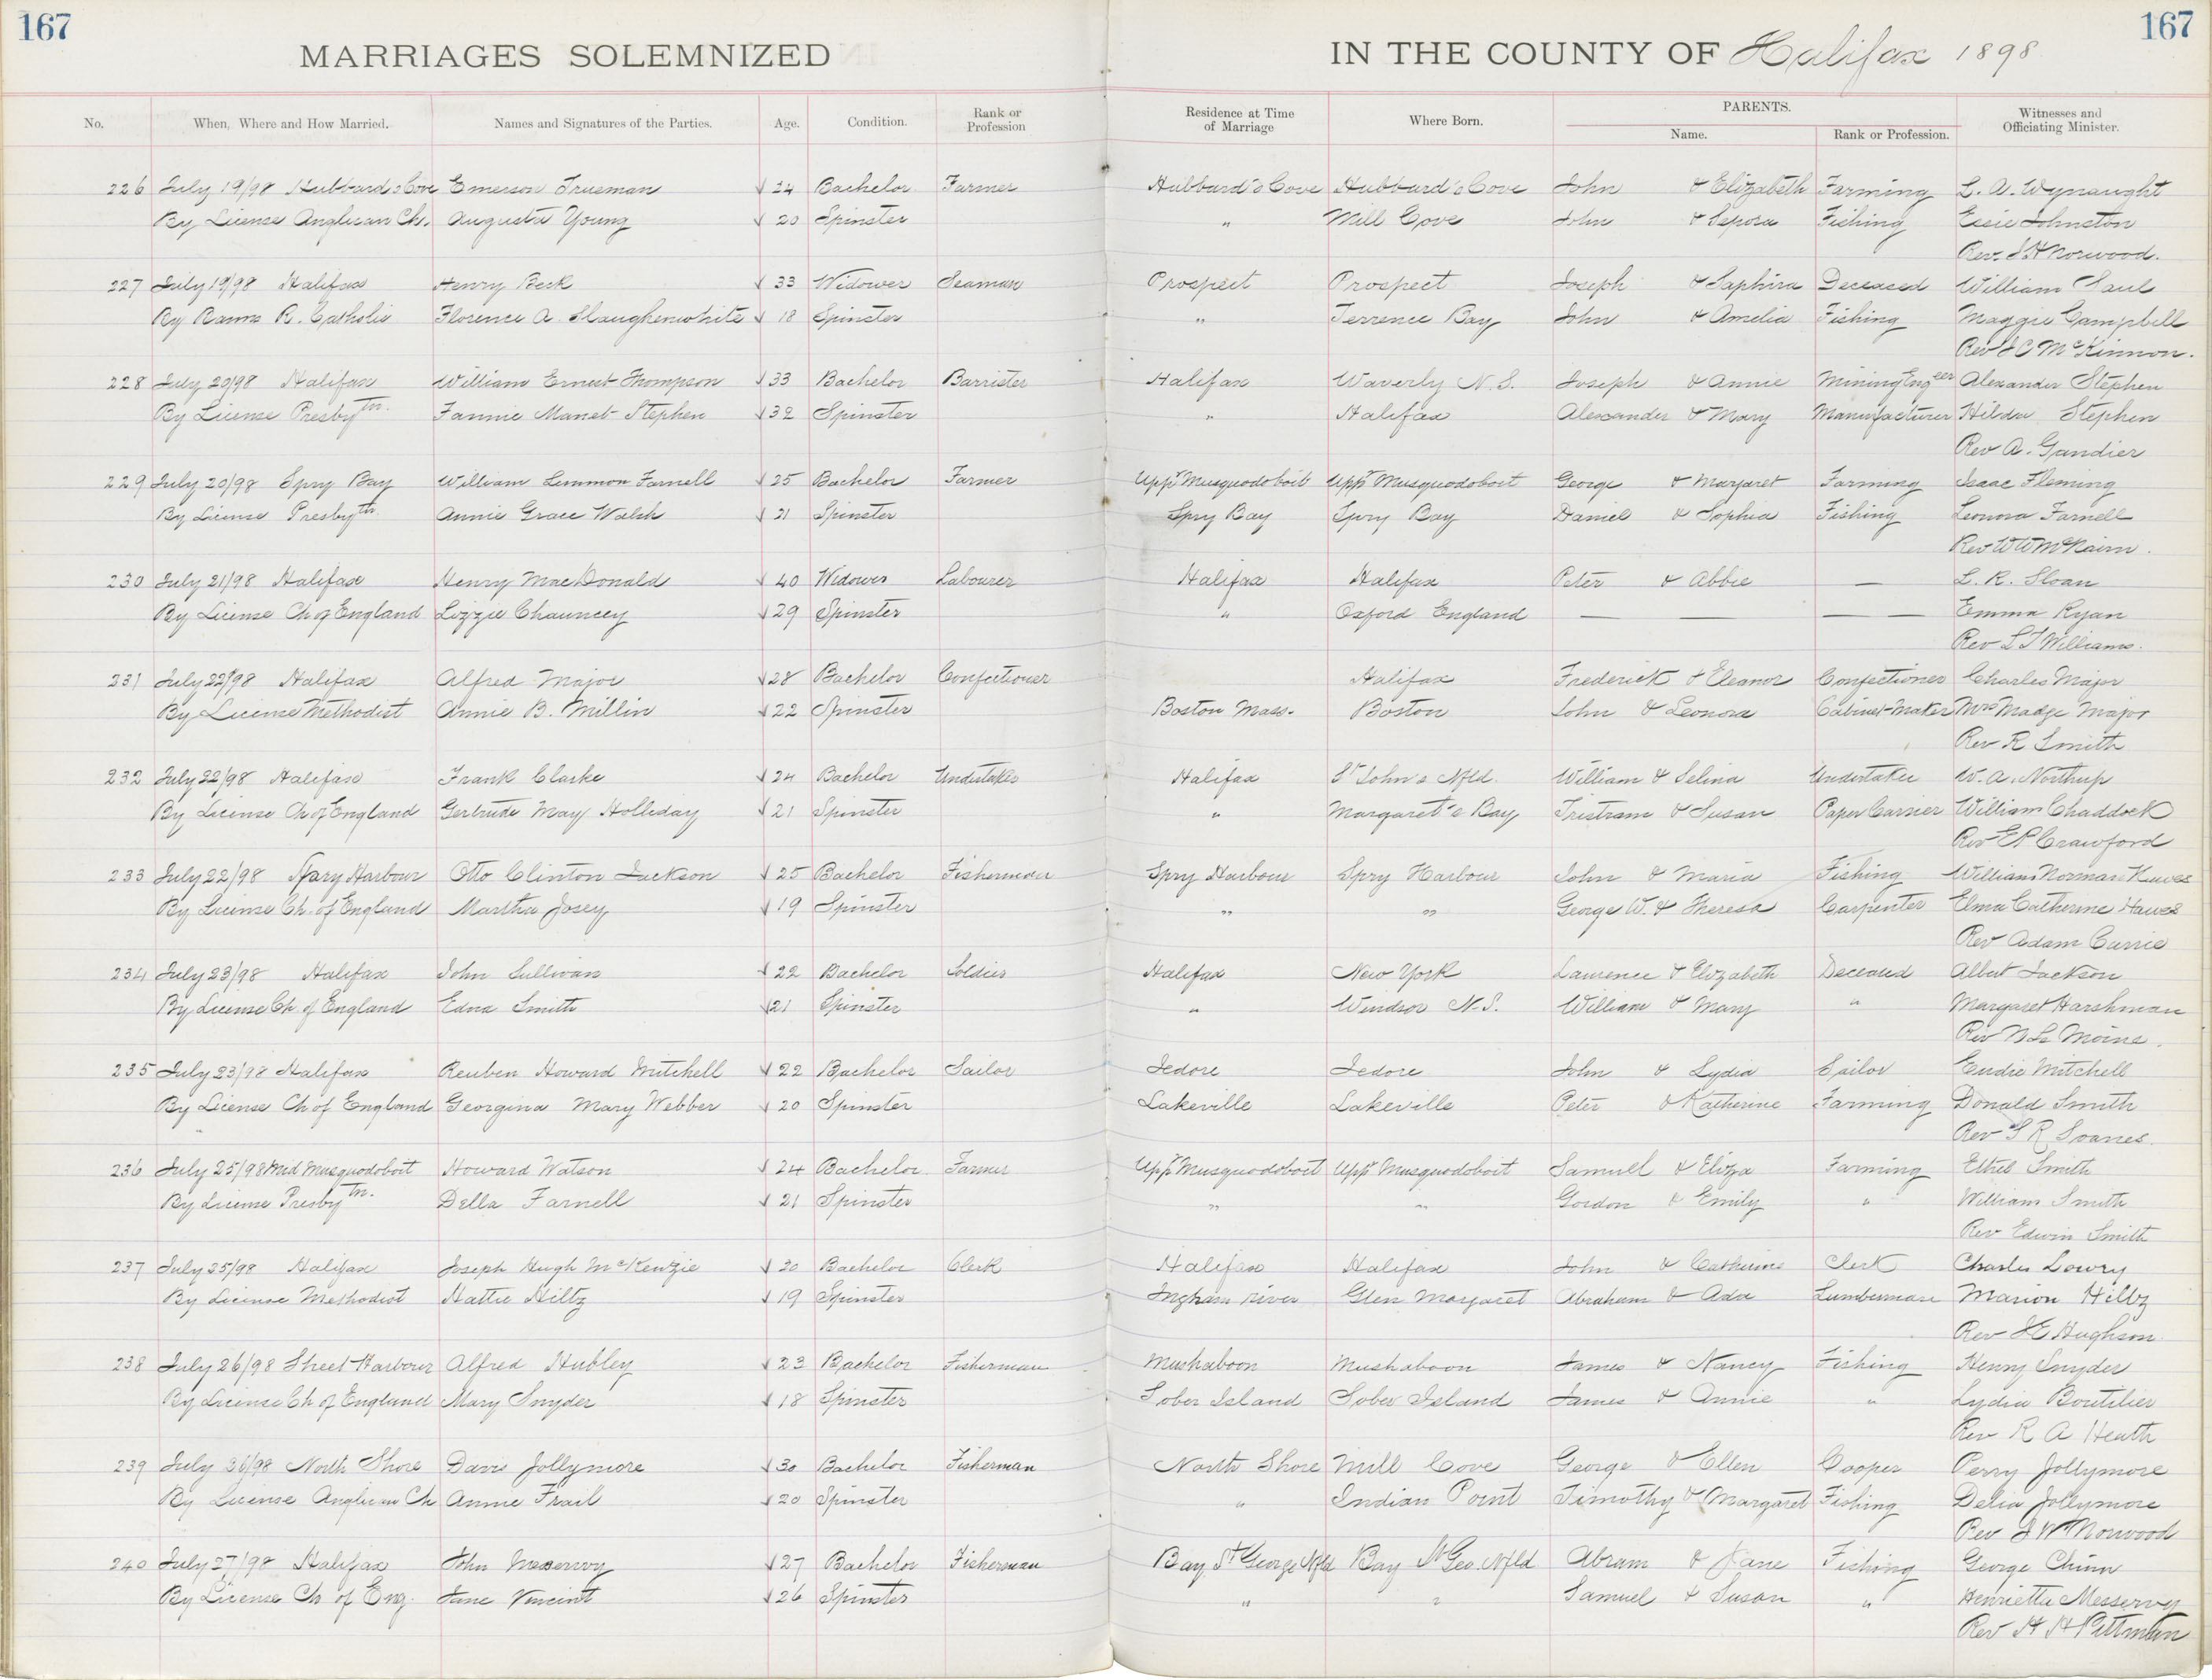 167
167
MARRIAGES SOLEMNIZED
IN THE COUNTY OF Halifax 1898
No. When, Where and How Married. Names and Signatures of the Parties. Age. Condition. Rank or Profession Residence at Time of Marriage Where Born. PARENTS. Name. Rank or Profession. Witnesses and Officiating Minister.
226 July 19/98 Hubbard's Cove Emerson Trueman 24 Bachelor Farmer Hubbard's Cove Hubbard's Cove John & Elizabeth Farming L. A. Wynaught
By License Anglican Ch. Augusta Young 20 Spinster " Mill Cove John & Sepora Fishing Essie Johnston
Rev. Norwood.
227 July 19/98 Halifax Henry Beck 33 Widower Seaman Prospect Prospect Joseph & Saphira Deceased William Saul
By Banns R. Catholic Florence A. Slaughenwhite 18 Spinster " Terrence Bay John & Amelia Fishing Maggie Campbell
Rev McKinnon.
228 July 20/98 Halifax William Ernest Thompson 33 Bachelor Barrister Halifax Waverly N.S. Joseph & Annie Mining Engeer Alexander Stephen
By License Presbytn. Fannie Stephen 32 Spinster " Halifax Alexander & Mary Manufacturer Hilda Stephen
Rev A. Gandier
229 July 20/98 Spry Bay William Lemmon Farnell 25 Bachelor Farmer Uppr Musquodoboit Uppr Musquodoboit George & Margaret Farming Isaac Fleming
By License Presbytn. Annie Grace Walsh 21 Spinster Spry Bay Spry Bay Daniel & Sophia Fishing Leonora Farnell
Rev W W McNairn.
230 July 21/98 Halifax Henry MacDonald 40 Widower Labourer Halifax Halifax Peter & Abbie — L. R. Sloan
By License Ch of England Lizzie Chauncey 29 Spinster " Oxford England — — — — Emma Ryan
Rev Williams.
231 July 22/98 Halifax Alfred Major 28 Bachelor Confectioner Halifax Frederick & Eleanor Confectioner Charles Major
By License Methodist Annie B. Millin 22 Spinster Boston Mass. Boston John & Leonora Cabinet-Maker Mrs Madge Major
Rev R Smith
232 July 22/98 Halifax Frank Clarke 24 Bachelor Undertaker Halifax St John's Nfld. William & Selina Undertaker W. A. Northup
By License Ch of England Gertrude May Holliday 21 Spinster " Margaret's Bay Tristram & Susan Paper Carrier William Chaddock
Rev E P Crawford
233 July 22/98 Spry Harbour Otto Clinton Jackson 25 Bachelor Fisherman Spry Harbour Spry Harbour John & Maria Fishing William Norman Hawes
By License Ch. of England Martha Josey 19 Spinster " " George W. & Theresa Carpenter Elma Catherine Hawes
Rev Adam Currie
234 July 23/98 Halifax John Sullivan 22 Bachelor Soldier Halifax New York Laurence & Elizabeth Deceased Albert Jackson
By License Ch. of England Edna Smith 21 Spinster " Windsor N.S. William & Mary " Margaret Harshman
Rev N Le Moine.
235 July 23/98 Halifax Reuben Howard Mitchell 22 Bachelor Sailor Jedore Jedore John & Lydia Sailor Mitchell
By License Ch of England Georgina Mary Webber 20 Spinster Lakeville Lakeville Peter & Katherine Farming Donald Smith
Rev R Soanes.
236 July 25/98 Mid Musquodoboit Howard Watson 24 Bachelor Farmer Uppr Musquodoboit Uppr Musquodoboit Samuel & Eliza Farming Ethel Smith
By License Presbytn. Della Farnell 21 Spinster " " Gordon & Emily " William Smith
Rev Edwin Smith
237 July 25/98 Halifax Joseph Hugh McKenzie 30 Bachelor Clerk Halifax Halifax John & Catherine Clerk Charles Lowry
By License Methodist Hattie Hiltz 19 Spinster Ingham River Glen Margaret Abraham & Ada Lumberman Marion Hiltz
Rev Hughson
238 July 26/98 Sheet Harbour Alfred Hubley 23 Bachelor Fisherman Mushaboon Mushaboon James & Nancy Fishing Henry Snyder
By License Ch of England Mary Snyder 18 Spinster Sober Island Sober Island James & Annie " Lydia Boutilier
Rev R A Heath
239 July 26/98 North Shore Davis Jollymore 30 Bachelor Fisherman North Shore Mill Cove George & Ellen Cooper Perry Jollymore
By License Anglican Ch Annie Frail 20 Spinster " Indian Point Timothy & Margaret Fishing Delia Jollymore
Rev Norwood
240 July 27/98 Halifax John Messervy 27 Bachelor Fisherman Bay St George Nfld Bay St Geo. Nfld Abram & Jane Fishing George Chinn
By License Ch of Eng. Jane Vincint 26 Spinster " " Samuel & Susan " Henrietta Messervy
Rev H H Pittman